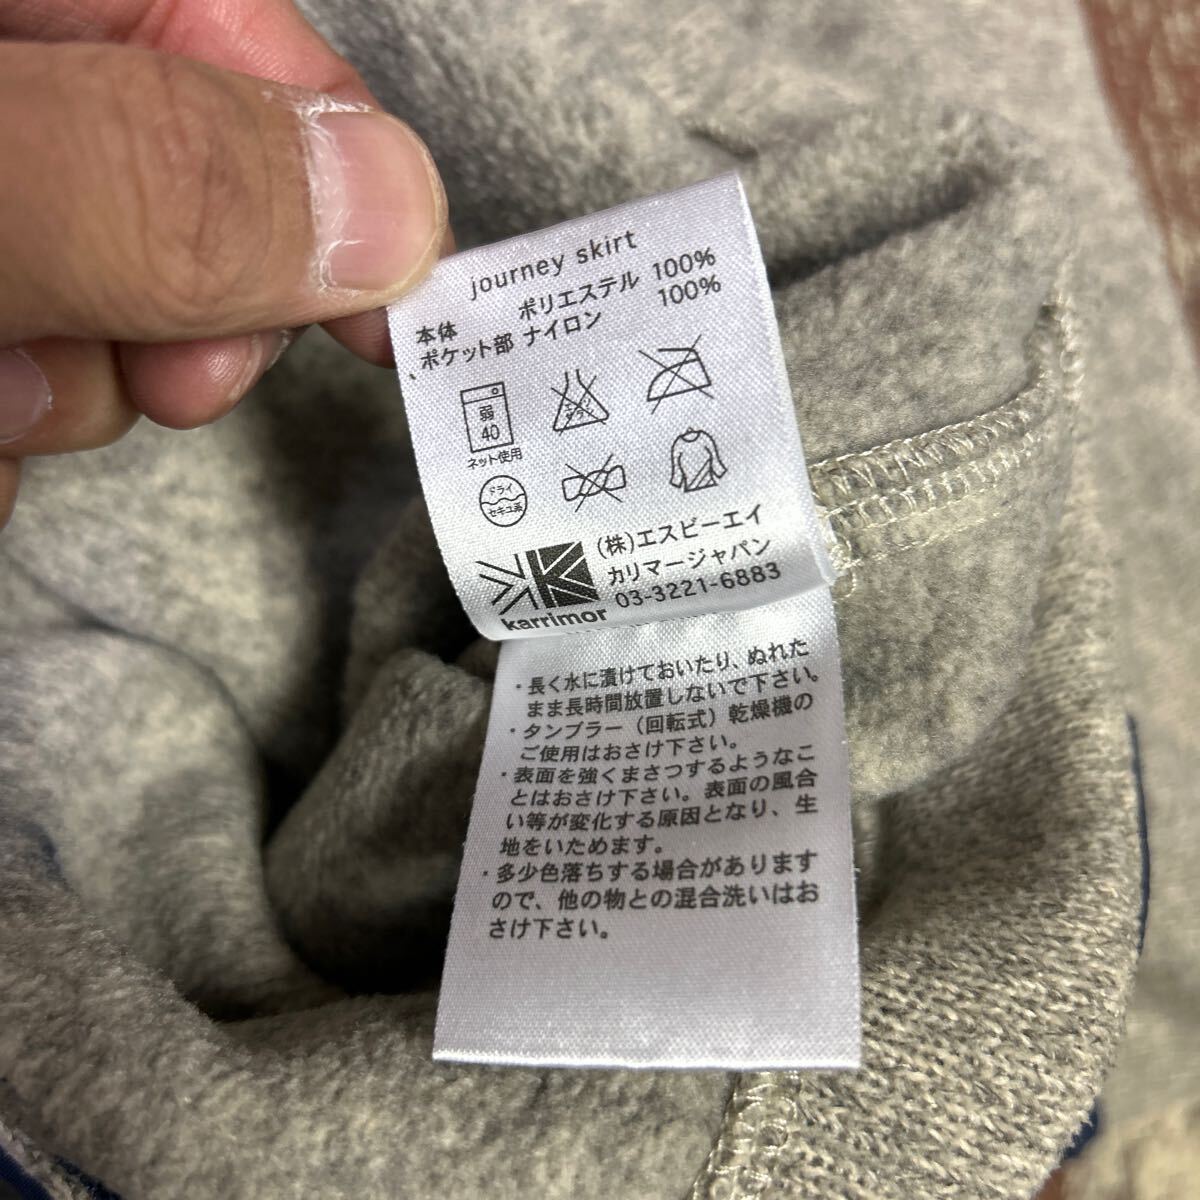 journey skirt
本体 ポリエステル 100%
ポケット部 ナイロン 100%
弱
40
ネット使用
エンソ
サラシ
ドライ
セキユ系
(株)エスビーエイ
カリマージャパン
03-3221-6883
karrimor
・長く水に漬けておいたり、ぬれた
まま長時間放置しないで下さい。
・タンブラー（回転式）乾燥機の
ご使用はおさけ下さい。
・表面を強くまさつするようなこ
とはおさけ下さい。表面の風合
い等が変化する原因となり、生
地をいためます。
・多少色落ちする場合があります
ので、他の物との混合洗いはお
さけ下さい。